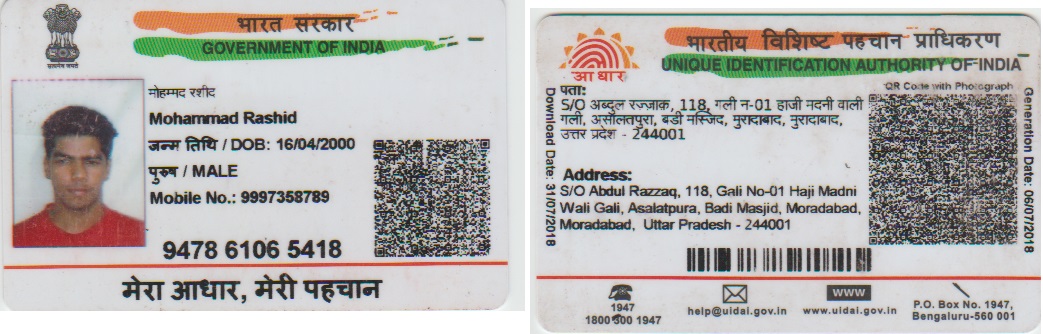 भारत सरकार
GOVERNMENT OF INDIA
मोहम्मद रशीद
Mohammad Rashid
जन्म तिथि / DOB: 16/04/2000
पुरुष / MALE
Mobile No.: 9997358789
9478 6106 5418
मेरा आधार, मेरी पहचान
भारतीय विशिष्ट पहचान प्राधिकरण
UNIQUE IDENTIFICATION AUTHORITY OF INDIA
आधार
QR Code with Photograph
Download Date: 31/07/2018
Generation Date: 06/07/2018
पता:
S/O अब्दुल रज्ज़ाक, 118, गली न-01 हाजी मदनी वाली
गली, असालतपुरा, बडी मस्जिद, मुरादाबाद, मुरादाबाद,
उत्तर प्रदेश - 244001
Address:
S/O Abdul Razzaq, 118, Gali No-01 Haji Madni
Wali Gali, Asalatpura, Badi Masjid, Moradabad,
Moradabad, Uttar Pradesh - 244001
1947
1800 300 1947
help@uidai.gov.in
www
www.uidai.gov.in
P.O. Box No. 1947,
Bengaluru-560 001